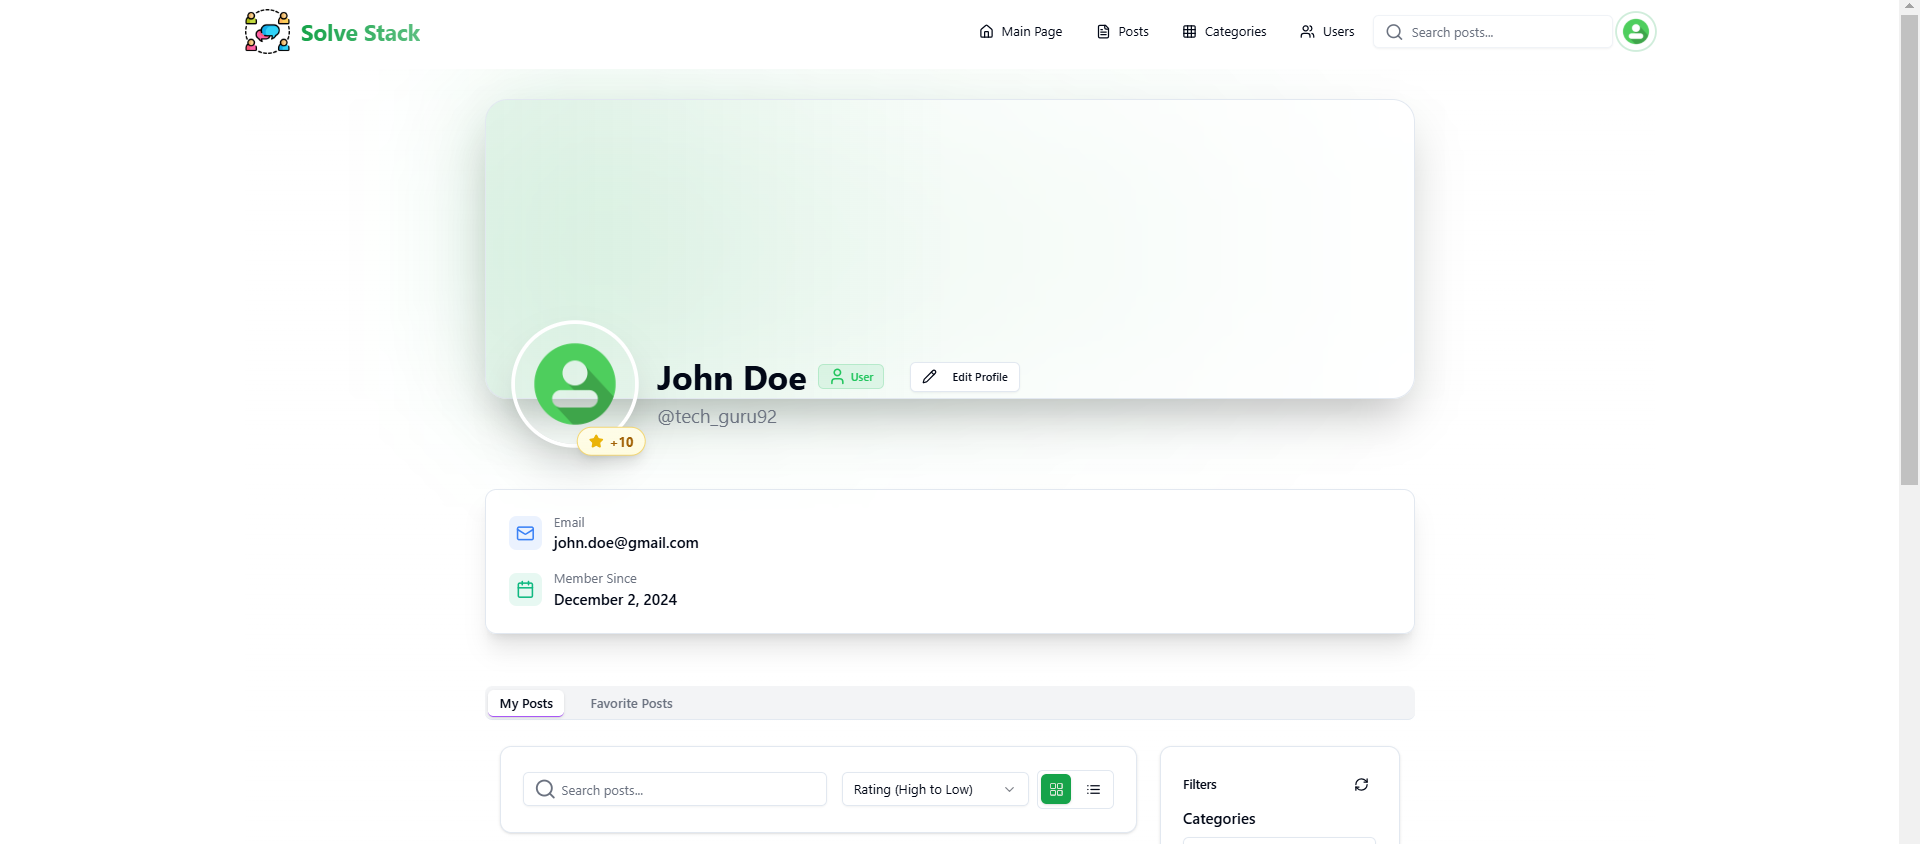 Solve Stack
Main Page
Posts
Categories
Users
Search posts...
John Doe
User
Edit Profile
@tech_guru92
+10
Email
john.doe@gmail.com
Member Since
December 2, 2024
My Posts
Favorite Posts
Search posts...
Rating (High to Low)
Filters
Categories